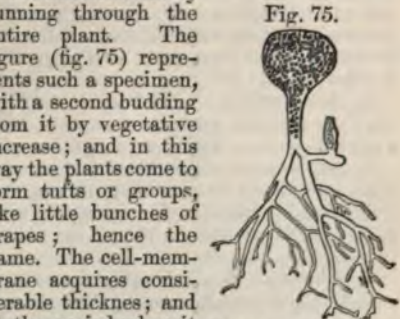 unning through the
ntire plant. The
gure (fig. 75) repre-
ents such a specimen,
ith a second budding
om it by vegetative
ncrease; and in this
ay the plants come to
orm tufts or groups,
ke little bunches of
rapes; hence the
ame. The cell-mem-
rane acquires consi-
erable thicknes; and
Fig. 75.